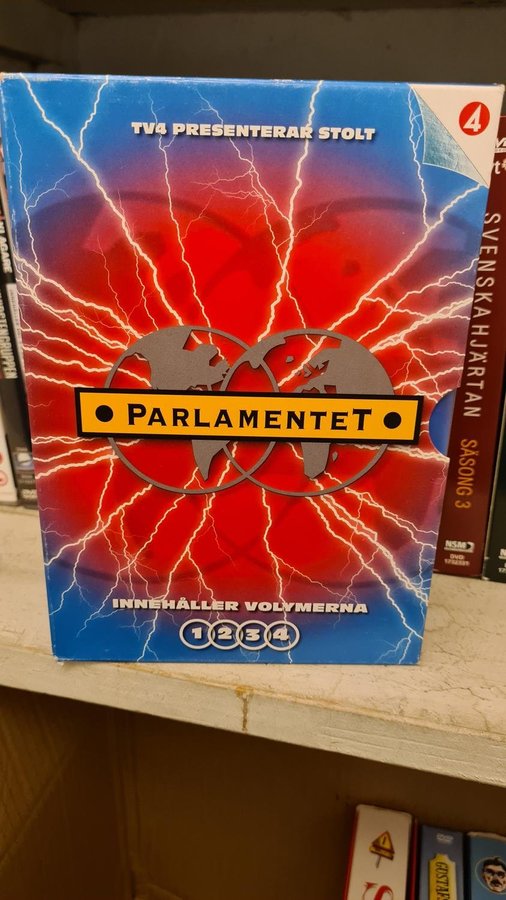 TV4 PRESENTERAR STOLT
4
PARLAMENTET
INNEHÅLLER VOLYMERNA
1 2 3 4
SVENSKA HJÄRTAN
SÄSONG 3
NSM
DVD